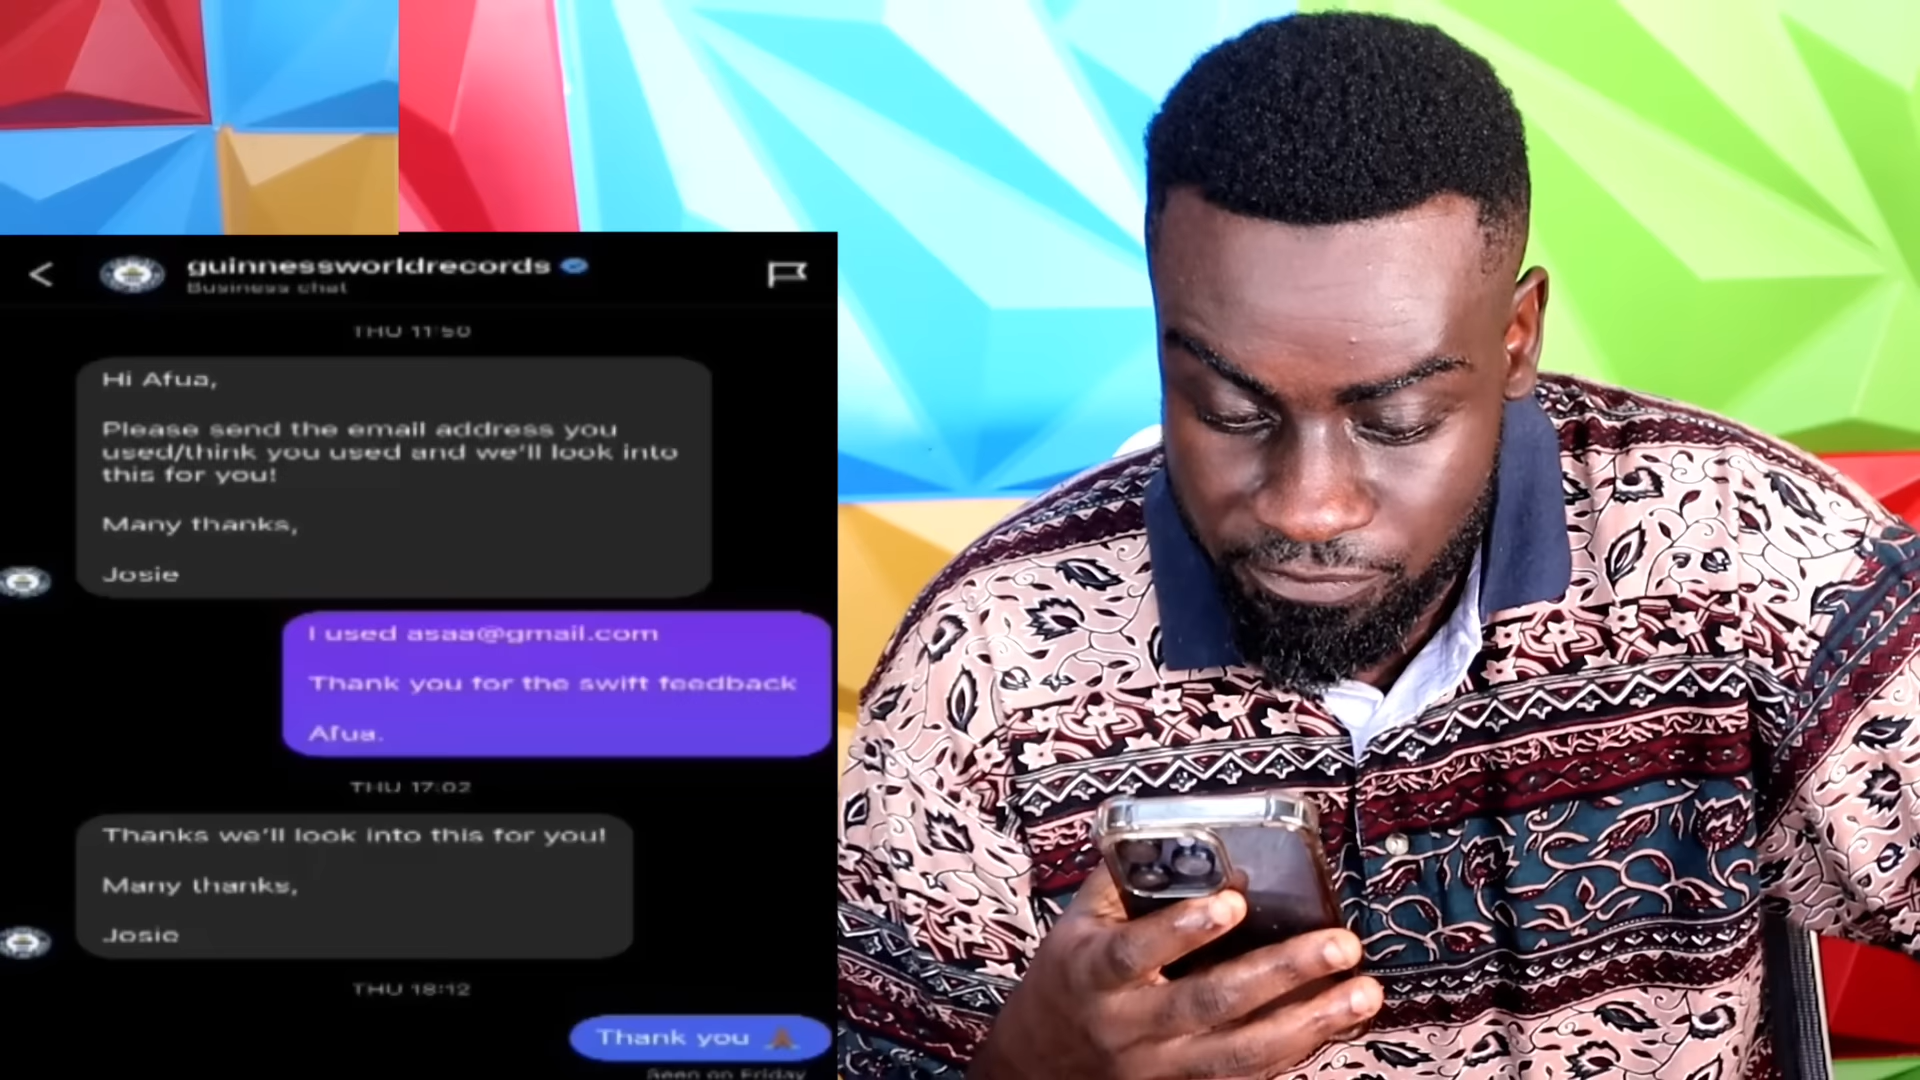 guinnessworldrecords
Business chat
THU 11:50
Hi Afua,
Please send the email address you
used/think you used and we'll look into
this for you!
Many thanks,
Josie
I used asaa@gmail.com
Thank you for the swift feedback
Afua.
THU 17:02
Thanks we'll look into this for you!
Many thanks,
Josie
THU 18:12
Thank you 🙏🏾
Seen on Friday